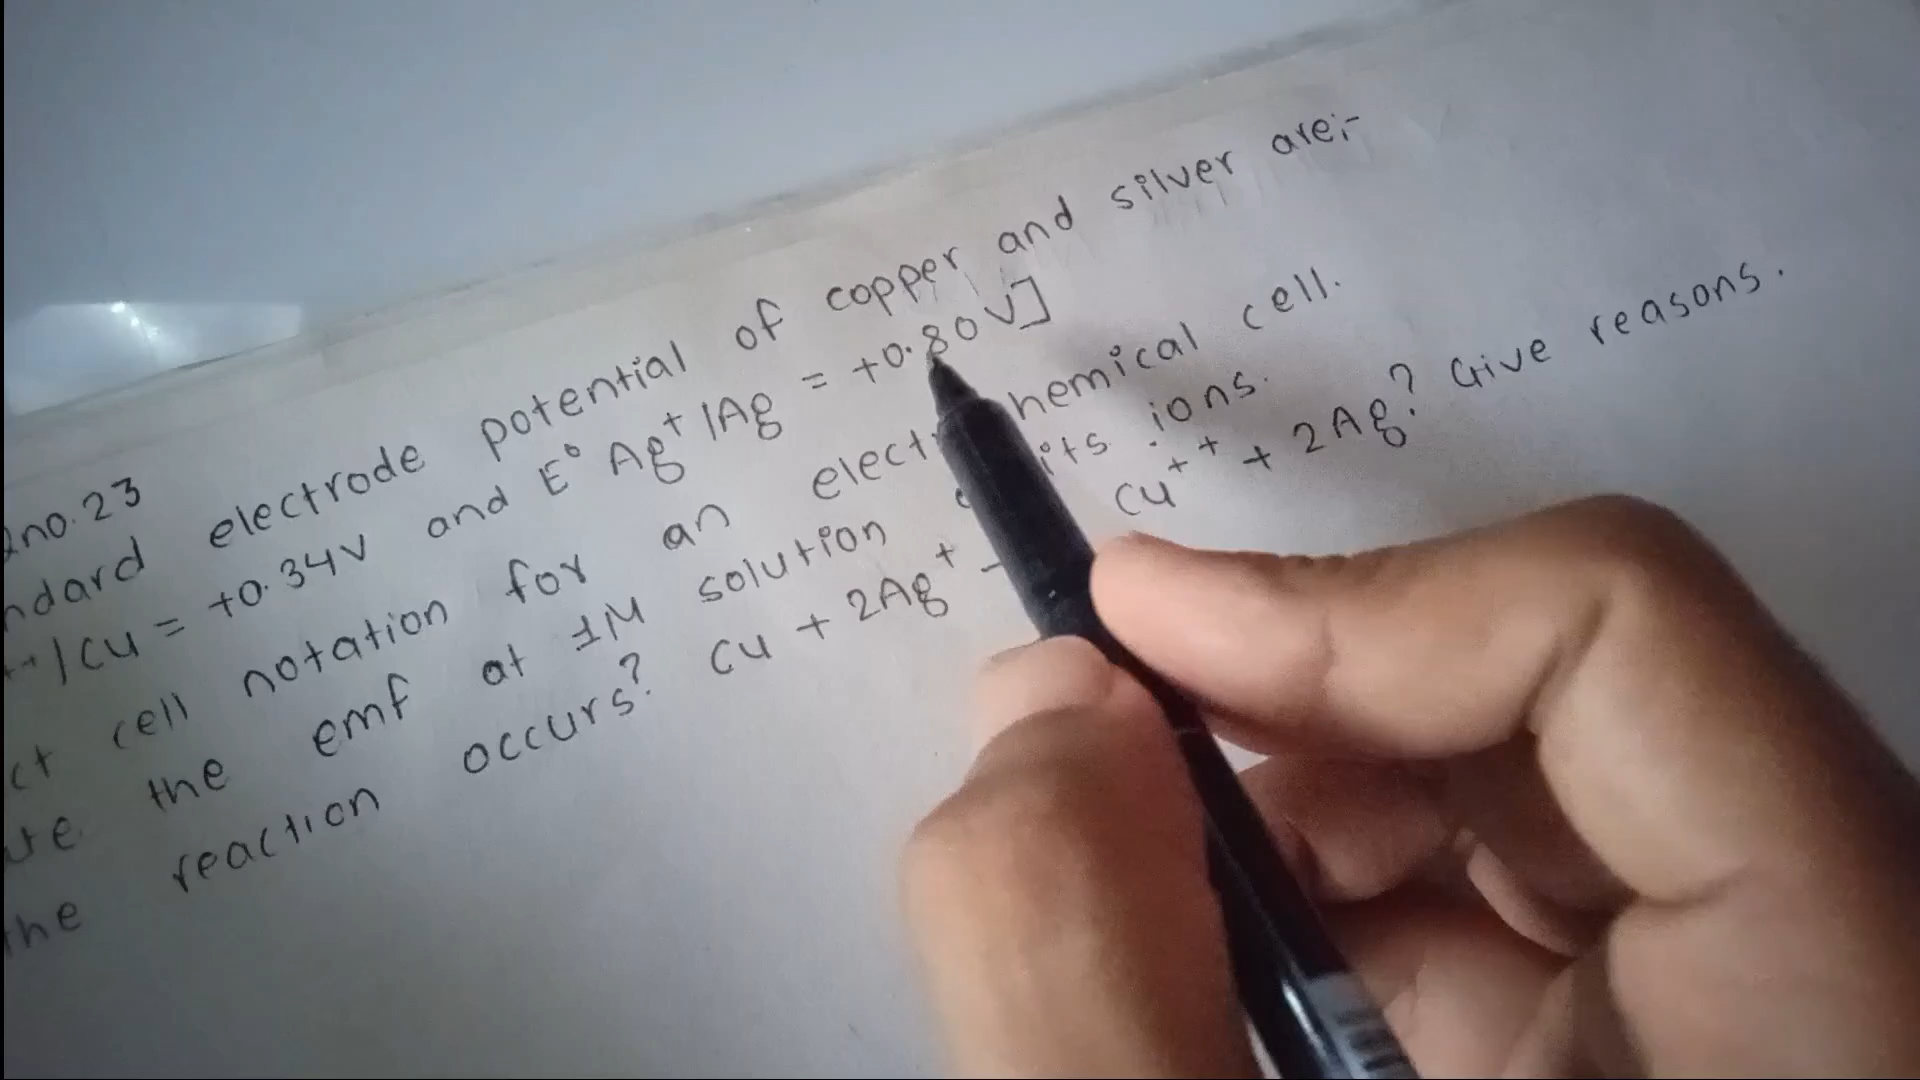 no. 23
ndard electrode potential of copper and silver are;-
++/Cu = +0.34V and E° Ag+ /Ag = +0.80V]
ct cell notation for an elect hemical cell.
te the emf at 1M solution its ions.
the reaction occurs? Cu + 2Ag+ Cu++ + 2Ag? Give reasons.